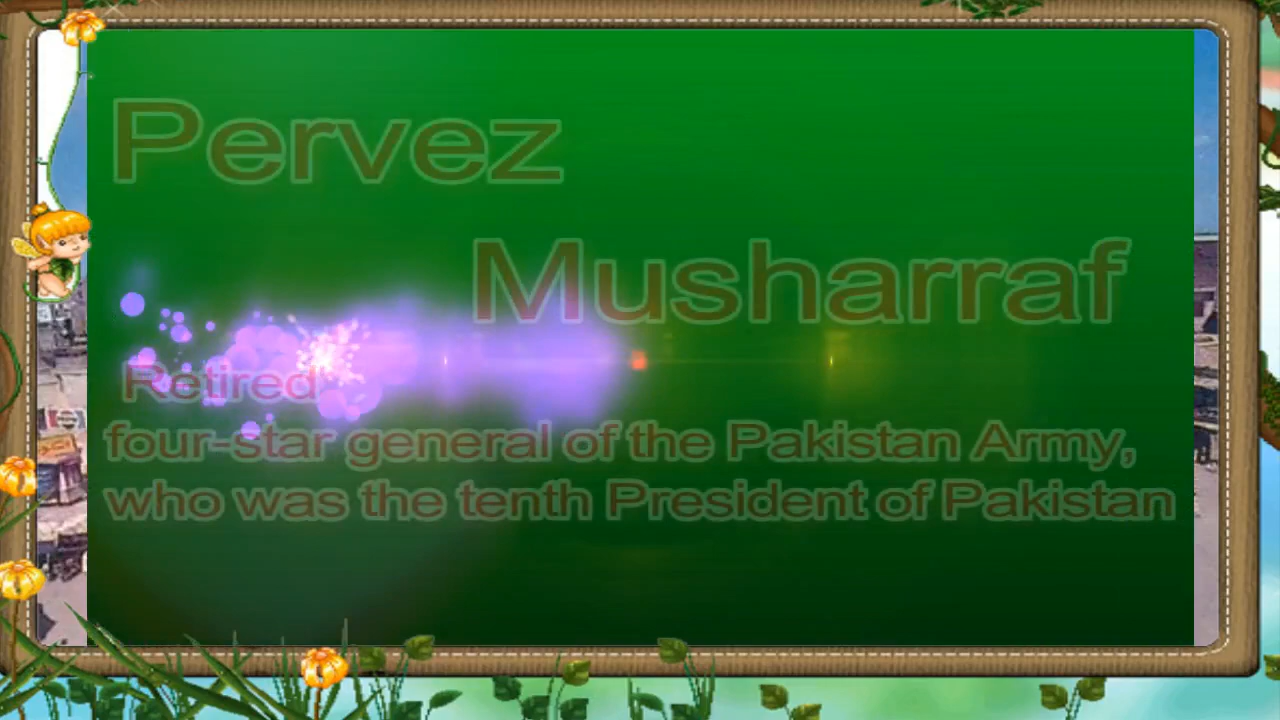 Pervez
Musharraf
Retired
four-star general of the Pakistan Army,
who was the tenth President of Pakistan